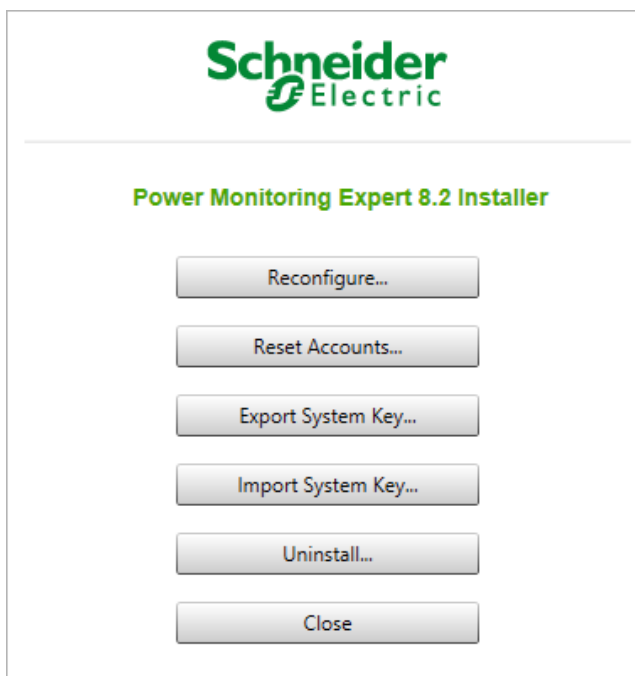 Schneider
Electric
Power Monitoring Expert 8.2 Installer
Reconfigure...
Reset Accounts...
Export System Key...
Import System Key...
Uninstall...
Close